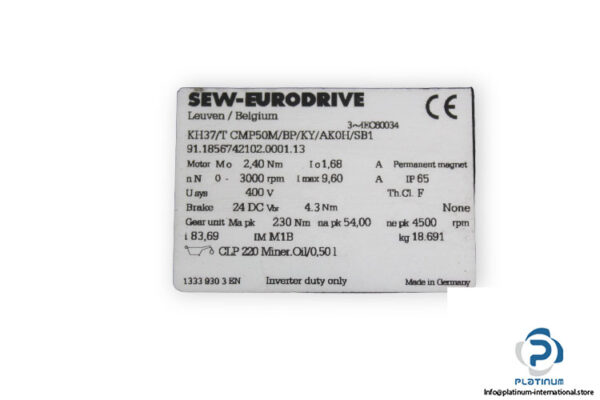 SEW-EURODRIVE
Leuven / Belgium
3~IEC60034
KH37/T CMP50M/BP/KY/AK0H/SB1
91.1856742102.0001.13
Motor Mo 2,40 Nm Io 1,68 A Permanent magnet
nN 0 - 3000 rpm Imax 9,60 A IP 65
Usys 400 V Th.Cl. F
Brake 24 DC Vbr 4.3 Nm None
Gear unit Ma pk 230 Nm na pk 54,00 ne pk 4500 rpm
i 83,69 IM M1B kg 18.691
CLP 220 Miner.Oil/0,50 l
1333 930 3 EN Inverter duty only Made in Germany
CE
PLATINUM
Info@platinum-international.store